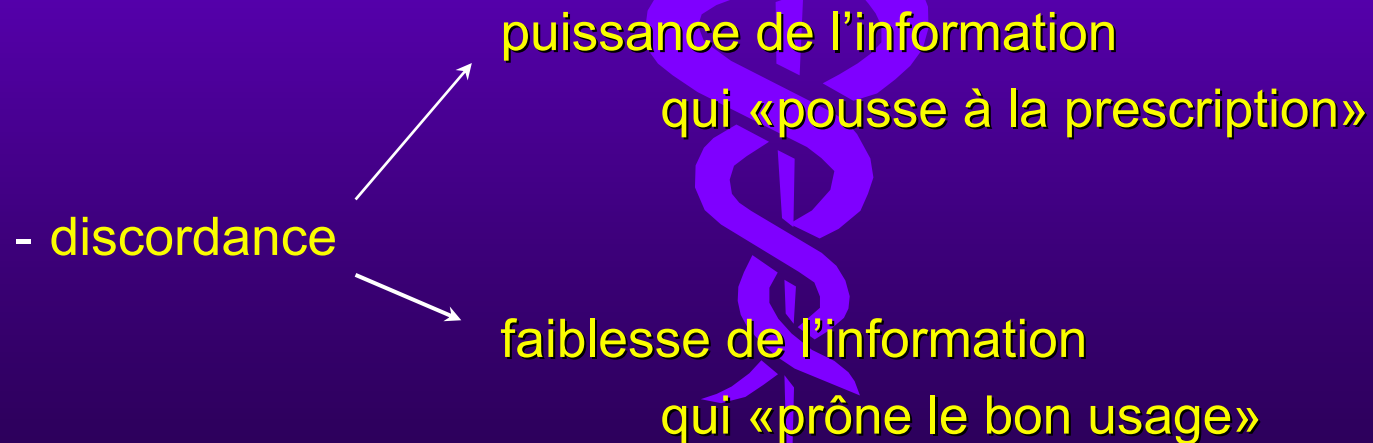 puissance de l’information
qui «pousse à la prescription»
- discordance
faiblesse de l’information
qui «prône le bon usage»